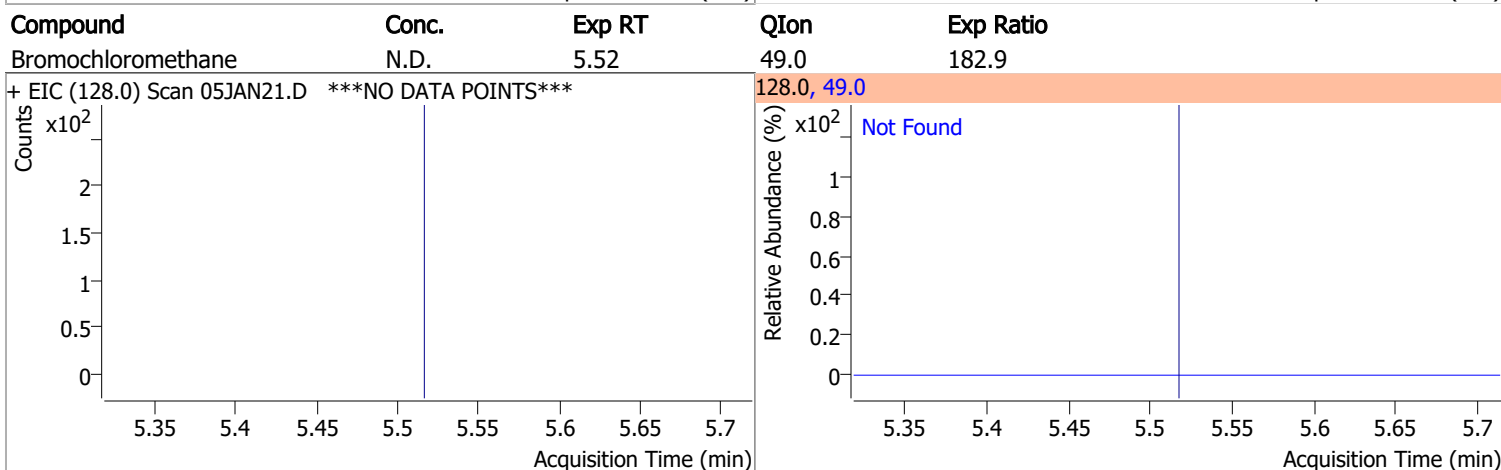 Compound Conc. Exp RT QIon Exp Ratio
Bromochloromethane N.D. 5.52 49.0 182.9
+ EIC (128.0) Scan 05JAN21.D ***NO DATA POINTS***
Counts
x10²
2
1.5
1
0.5
0
5.35 5.4 5.45 5.5 5.55 5.6 5.65 5.7
Acquisition Time (min)
128.0, 49.0
Relative Abundance (%)
x10²
Not Found
1
0.8
0.6
0.4
0.2
0
5.35 5.4 5.45 5.5 5.55 5.6 5.65 5.7
Acquisition Time (min)